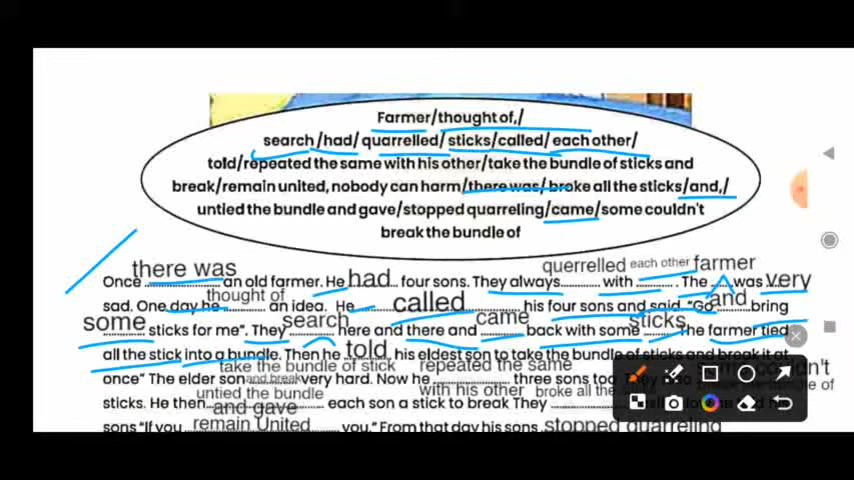 Farmer/thought of,/
search /had/ quarrelled/ sticks/called/ each other/
told/repeated the same with his other/take the bundle of sticks and
break/remain united, nobody can harm/there was/ broke all the sticks/and,/
untied the bundle and gave/stopped quareling/came/some couldn't
break the bundle of
Once there was an old farmer. He had four sons. They always querrelled with each other. The farmer was very
sad. One day he thought of an idea. He called his four sons and said. "Go and bring
some sticks for me". They search here and there and came back with some sticks The farmer tied
all the stick into a bundle. Then he told his eldest son to take the bundle of sticks and break it at
once" The elder son take the bundle of stick and break very hard. Now he repeated the same with his other three sons too
sticks. He then untied the bundle and gave each son a stick to break They broke all the
sons "If you remain United you." From that day his sons stopped quareling